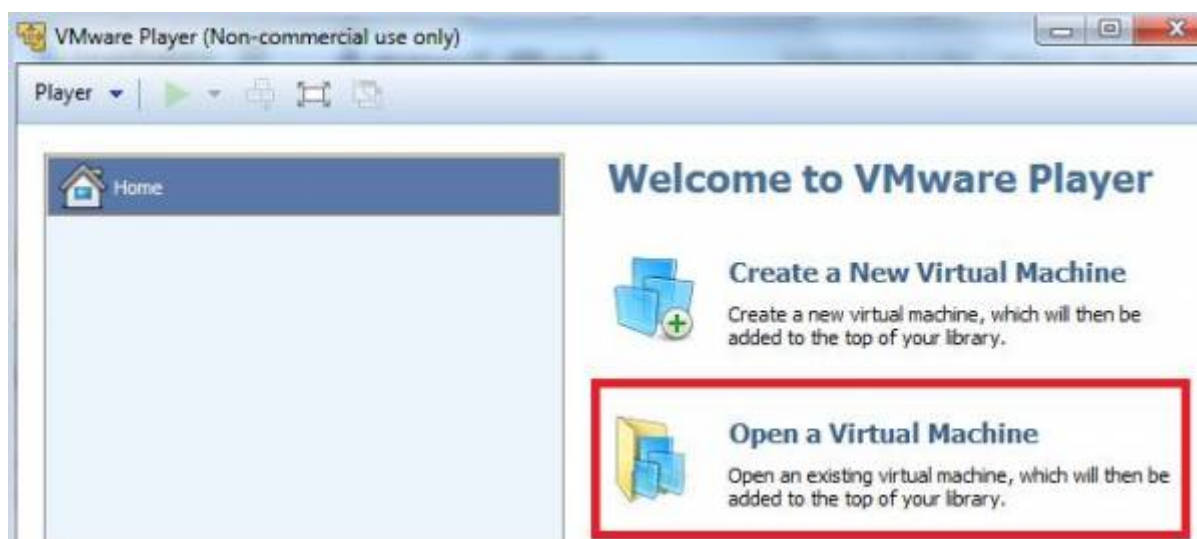 VMware Player (Non-commercial use only)
Player
Home
Welcome to VMware Player
Create a New Virtual Machine
Create a new virtual machine, which will then be
added to the top of your library.
Open a Virtual Machine
Open an existing virtual machine, which will then be
added to the top of your library.